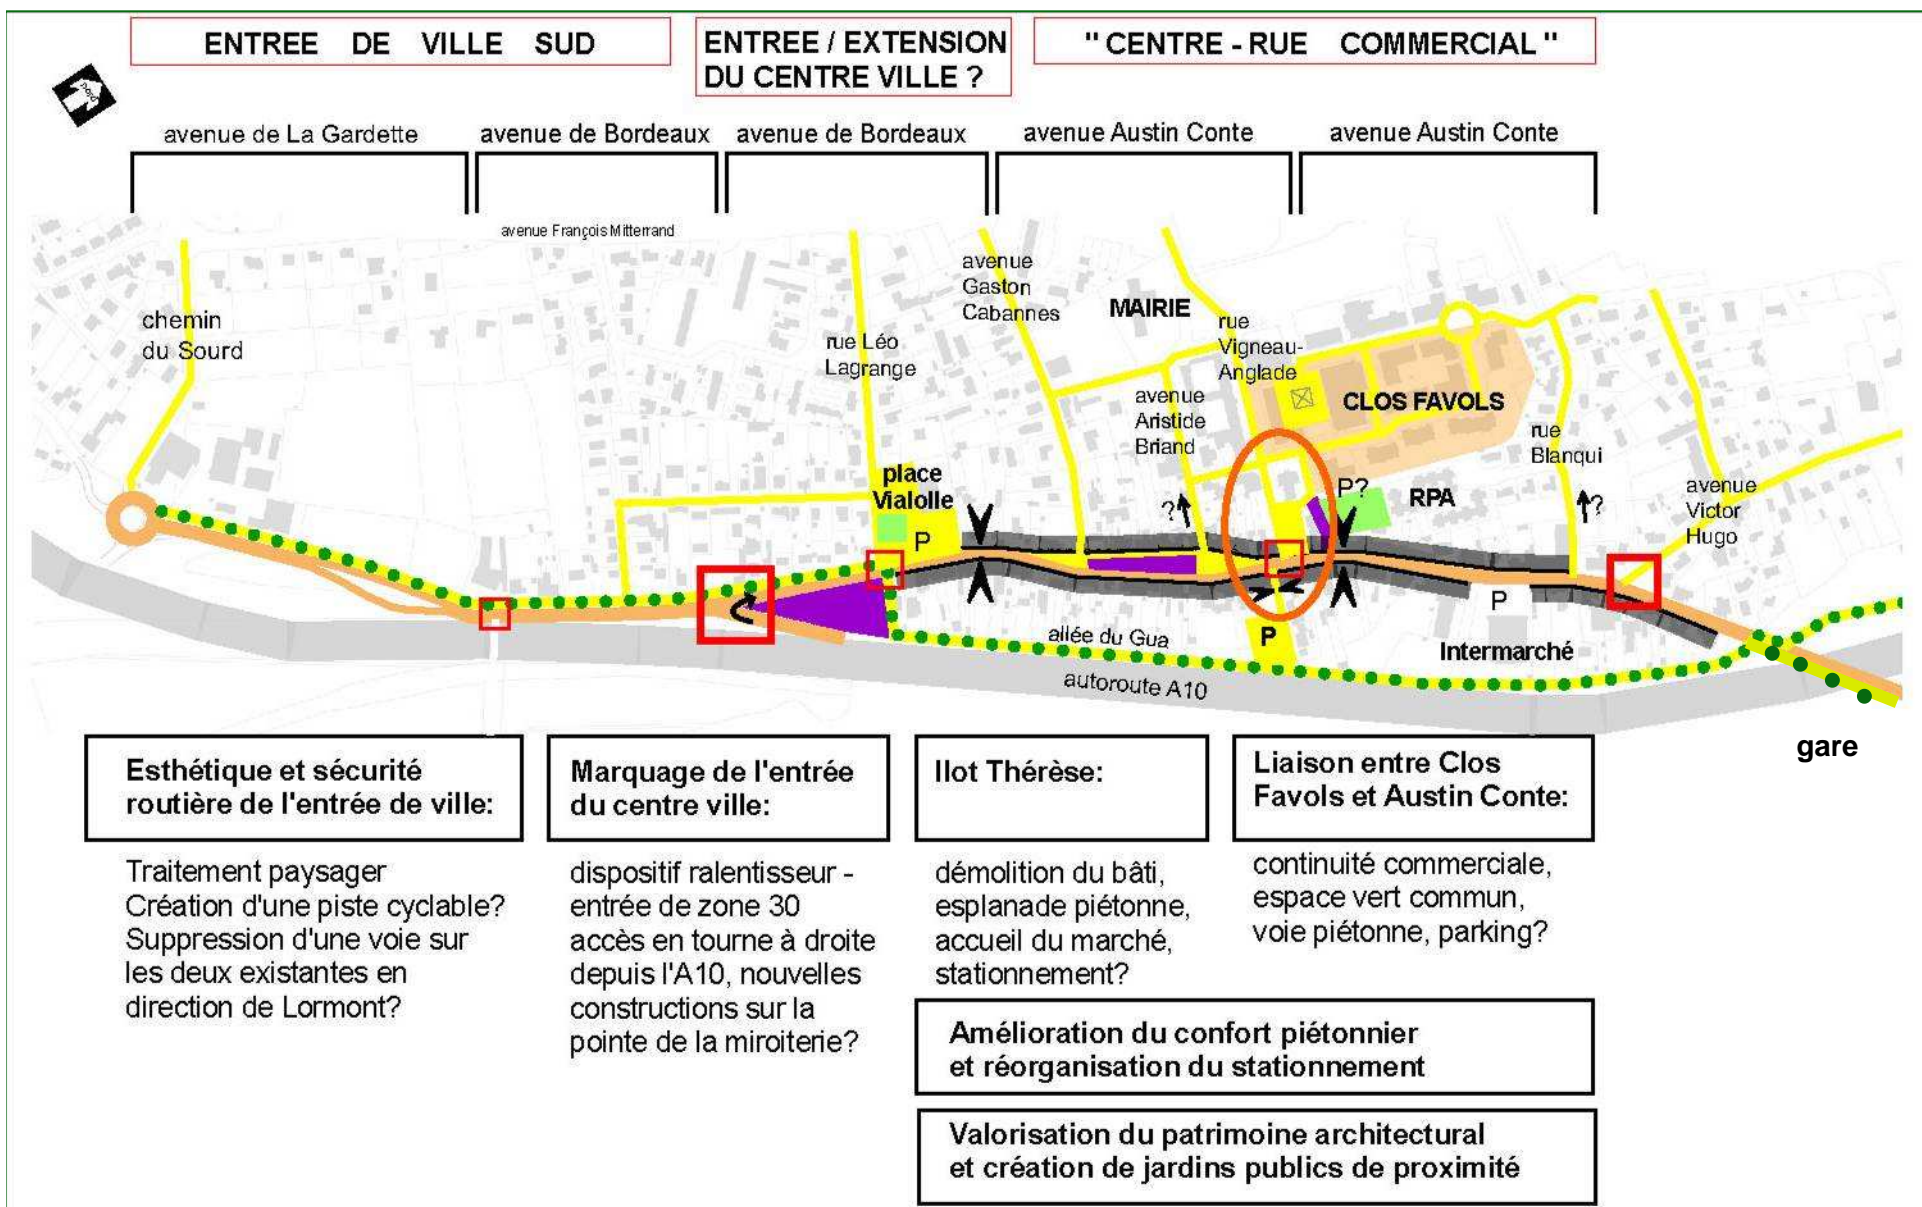 ENTREE DE VILLE SUD
ENTREE / EXTENSION
DU CENTRE VILLE ?
" CENTRE - RUE COMMERCIAL "
avenue de La Gardette
avenue de Bordeaux
avenue de Bordeaux
avenue Austin Conte
avenue Austin Conte
avenue François Mitterrand
chemin
du Sourd
rue Léo
Lagrange
avenue
Gaston
Cabannes
MAIRIE
rue
Vigneau-
Anglade
avenue
Aristide
Briand
CLOS FAVOLS
rue
Blanqui
avenue
Victor
Hugo
place
Vialolle
P
?
P?
RPA
?
P
P
Intermarché
allée du Gua
autoroute A10
gare
Esthétique et sécurité
routière de l'entrée de ville:
Traitement paysager
Création d'une piste cyclable?
Suppression d'une voie sur
les deux existantes en
direction de Lormont?
Marquage de l'entrée
du centre ville:
dispositif ralentisseur -
entrée de zone 30
accès en tourne à droite
depuis l'A10, nouvelles
constructions sur la
pointe de la miroiterie?
Ilot Thérèse:
démolition du bâti,
esplanade piétonne,
accueil du marché,
stationnement?
Liaison entre Clos
Favols et Austin Conte:
continuité commerciale,
espace vert commun,
voie piétonne, parking?
Amélioration du confort piétonnier
et réorganisation du stationnement
Valorisation du patrimoine architectural
et création de jardins publics de proximité